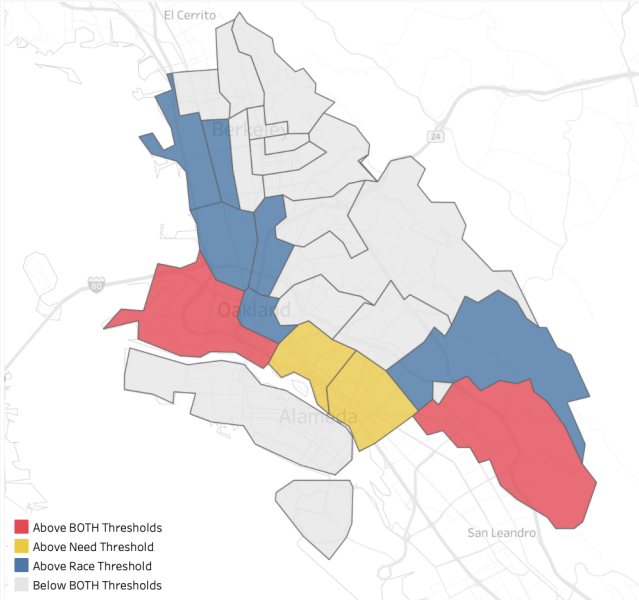 El Cerrito
24
Berkeley
80
Oakland
Alameda
San Leandro
Above BOTH Thresholds
Above Need Threshold
Above Race Threshold
Below BOTH Thresholds